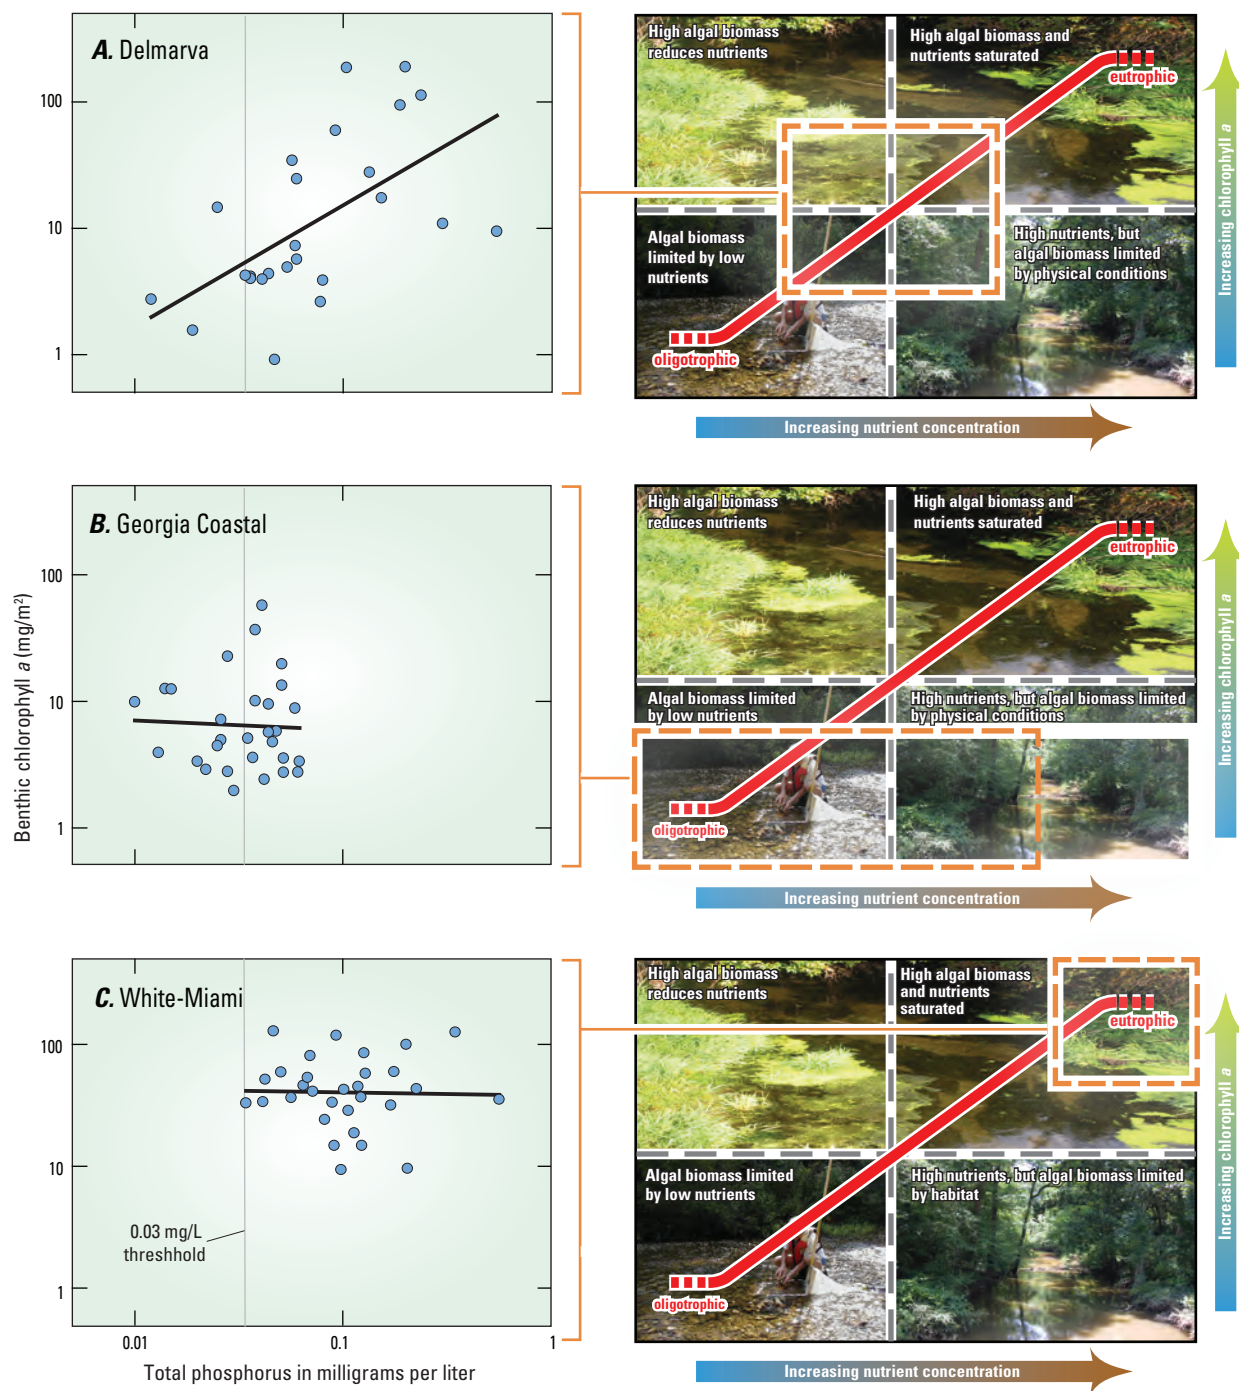 A. Delmarva
100
10
1
High algal biomass
reduces nutrients
High algal biomass and
nutrients saturated
eutrophic
Algal biomass
limited by low
nutrients
High nutrients, but
algal biomass limited
by physical conditions
oligotrophic
Increasing chlorophyll a
Increasing nutrient concentration
B. Georgia Coastal
100
10
1
Benthic chlorophyll a (mg/m²)
High algal biomass
reduces nutrients
High algal biomass and
nutrients saturated
eutrophic
Algal biomass limited
by low nutrients
High nutrients, but algal biomass limited
by physical conditions
oligotrophic
Increasing chlorophyll a
Increasing nutrient concentration
C. White-Miami
100
10
1
0.03 mg/L
threshhold
0.01
0.1
1
Total phosphorus in milligrams per liter
High algal biomass
reduces nutrients
High algal biomass
and nutrients
saturated
eutrophic
Algal biomass limited
by low nutrients
High nutrients, but algal biomass limited
by habitat
oligotrophic
Increasing chlorophyll a
Increasing nutrient concentration